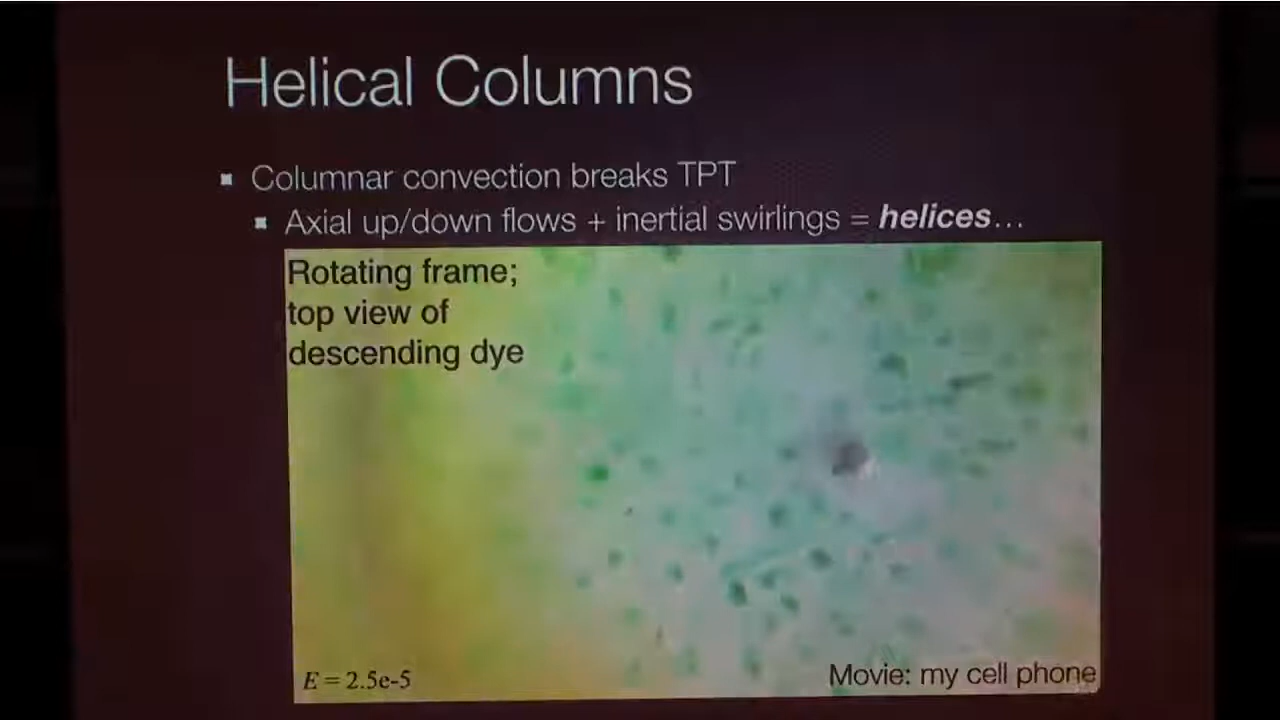 Helical Columns
Columnar convection breaks TPT
Axial up/down flows + inertial swirlings = helices...
Rotating frame;
top view of
descending dye
E = 2.5e-5
Movie: my cell phone